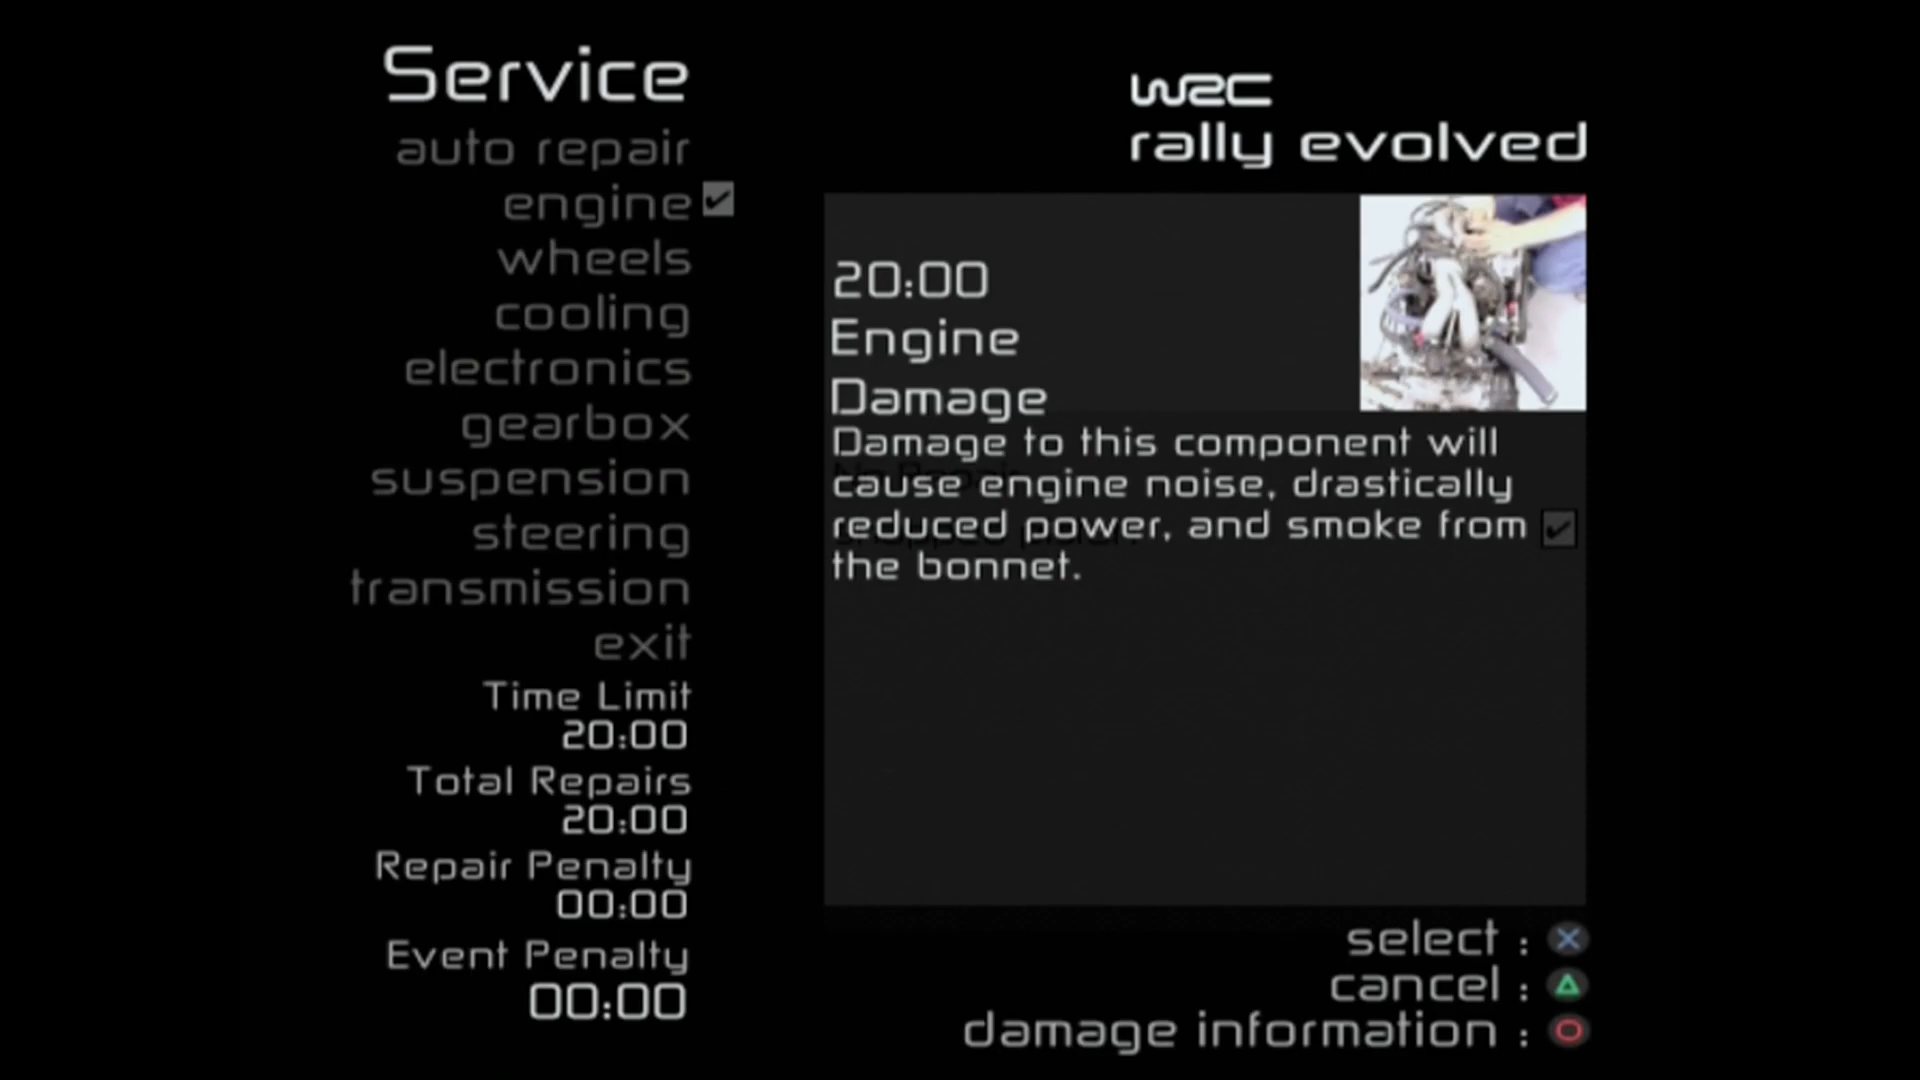 Service
auto repair
engine
wheels
cooling
electronics
gearbox
suspension
steering
transmission
exit
Time Limit
20:00
Total Repairs
20:00
Repair Penalty
00:00
Event Penalty
00:00
WRC
rally evolved
20:00
Engine
Damage
Damage to this component will
cause engine noise, drastically
reduced power, and smoke from
the bonnet.
select :
cancel :
damage information :